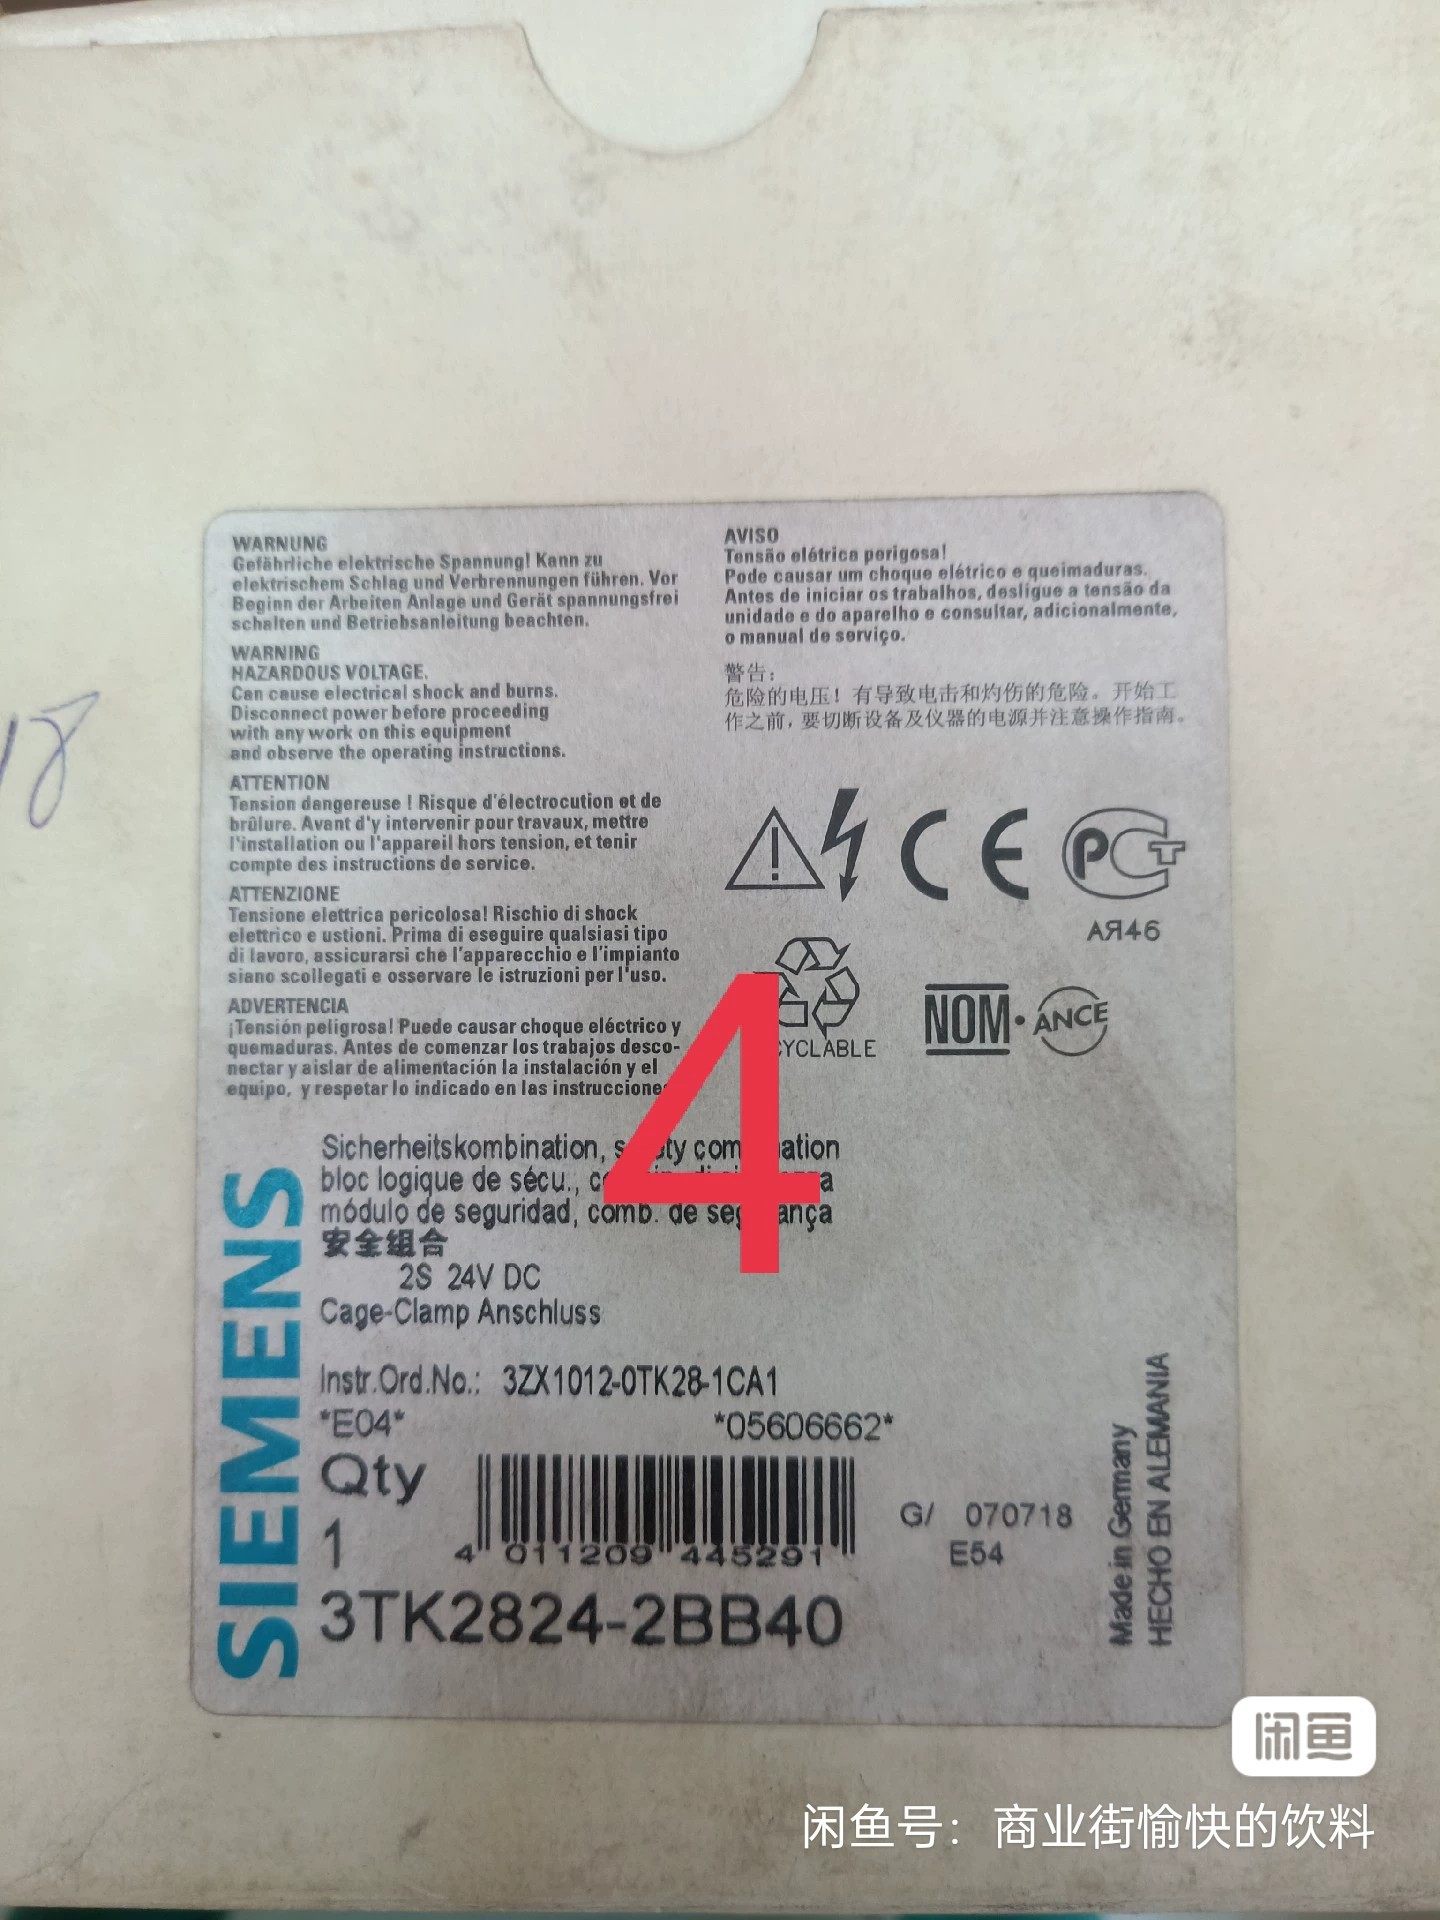 WARNUNG
Gefährliche elektrische Spannung! Kann zu
elektrischem Schlag und Verbrennungen führen. Vor
Beginn der Arbeiten Anlage und Gerät spannungsfrei
schalten und Betriebsanleitung beachten.
WARNING
HAZARDOUS VOLTAGE.
Can cause electrical shock and burns.
Disconnect power before proceeding
with any work on this equipment
and observe the operating instructions.
ATTENTION
Tension dangereuse ! Risque d'électrocution et de
brûlure. Avant d'y intervenir pour travaux, mettre
l'installation ou l'appareil hors tension, et tenir
compte des instructions de service.
ATTENZIONE
Tensione elettrica pericolosa! Rischio di shock
elettrico e ustioni. Prima di eseguire qualsiasi tipo
di lavoro, assicurarsi che l'apparecchio e l'impianto
siano scollegati e osservare le istruzioni per l'uso.
ADVERTENCIA
¡Tensión peligrosa! Puede causar choque eléctrico y
quemaduras. Antes de comenzar los trabajos desco-
nectar y aislar de alimentación la instalación y el
equipo, y respetar lo indicado en las
AVISO
Tensão elétrica perigosa!
Pode causar um choque elétrico e queimaduras.
Antes de iniciar os trabalhos, desligue a tensão da
unidade e do aparelho e consultar, adicionalmente,
o manual de serviço.
警告：
危险的电压！有导致电击和灼伤的危险。开始工
作之前，要切断设备及仪器的电源并注意操作指南。
CE
PCT
АЯ46
NOM·ANCE
4
SIEMENS
Sicherheitskombination,
bloc logique de sécu.,
módulo de seguridad, comb. de
安全组合
2S 24V DC
Cage-Clamp Anschluss
Instr.Ord.No.: 3ZX1012-0TK28-1CA1
*E04* *05606662*
Qty
1
4 011209 445291
G/ 070718
E54
3TK2824-2BB40
Made in Germany
HECHO EN ALEMANIA
18
闲鱼
闲鱼号：商业街愉快的饮料